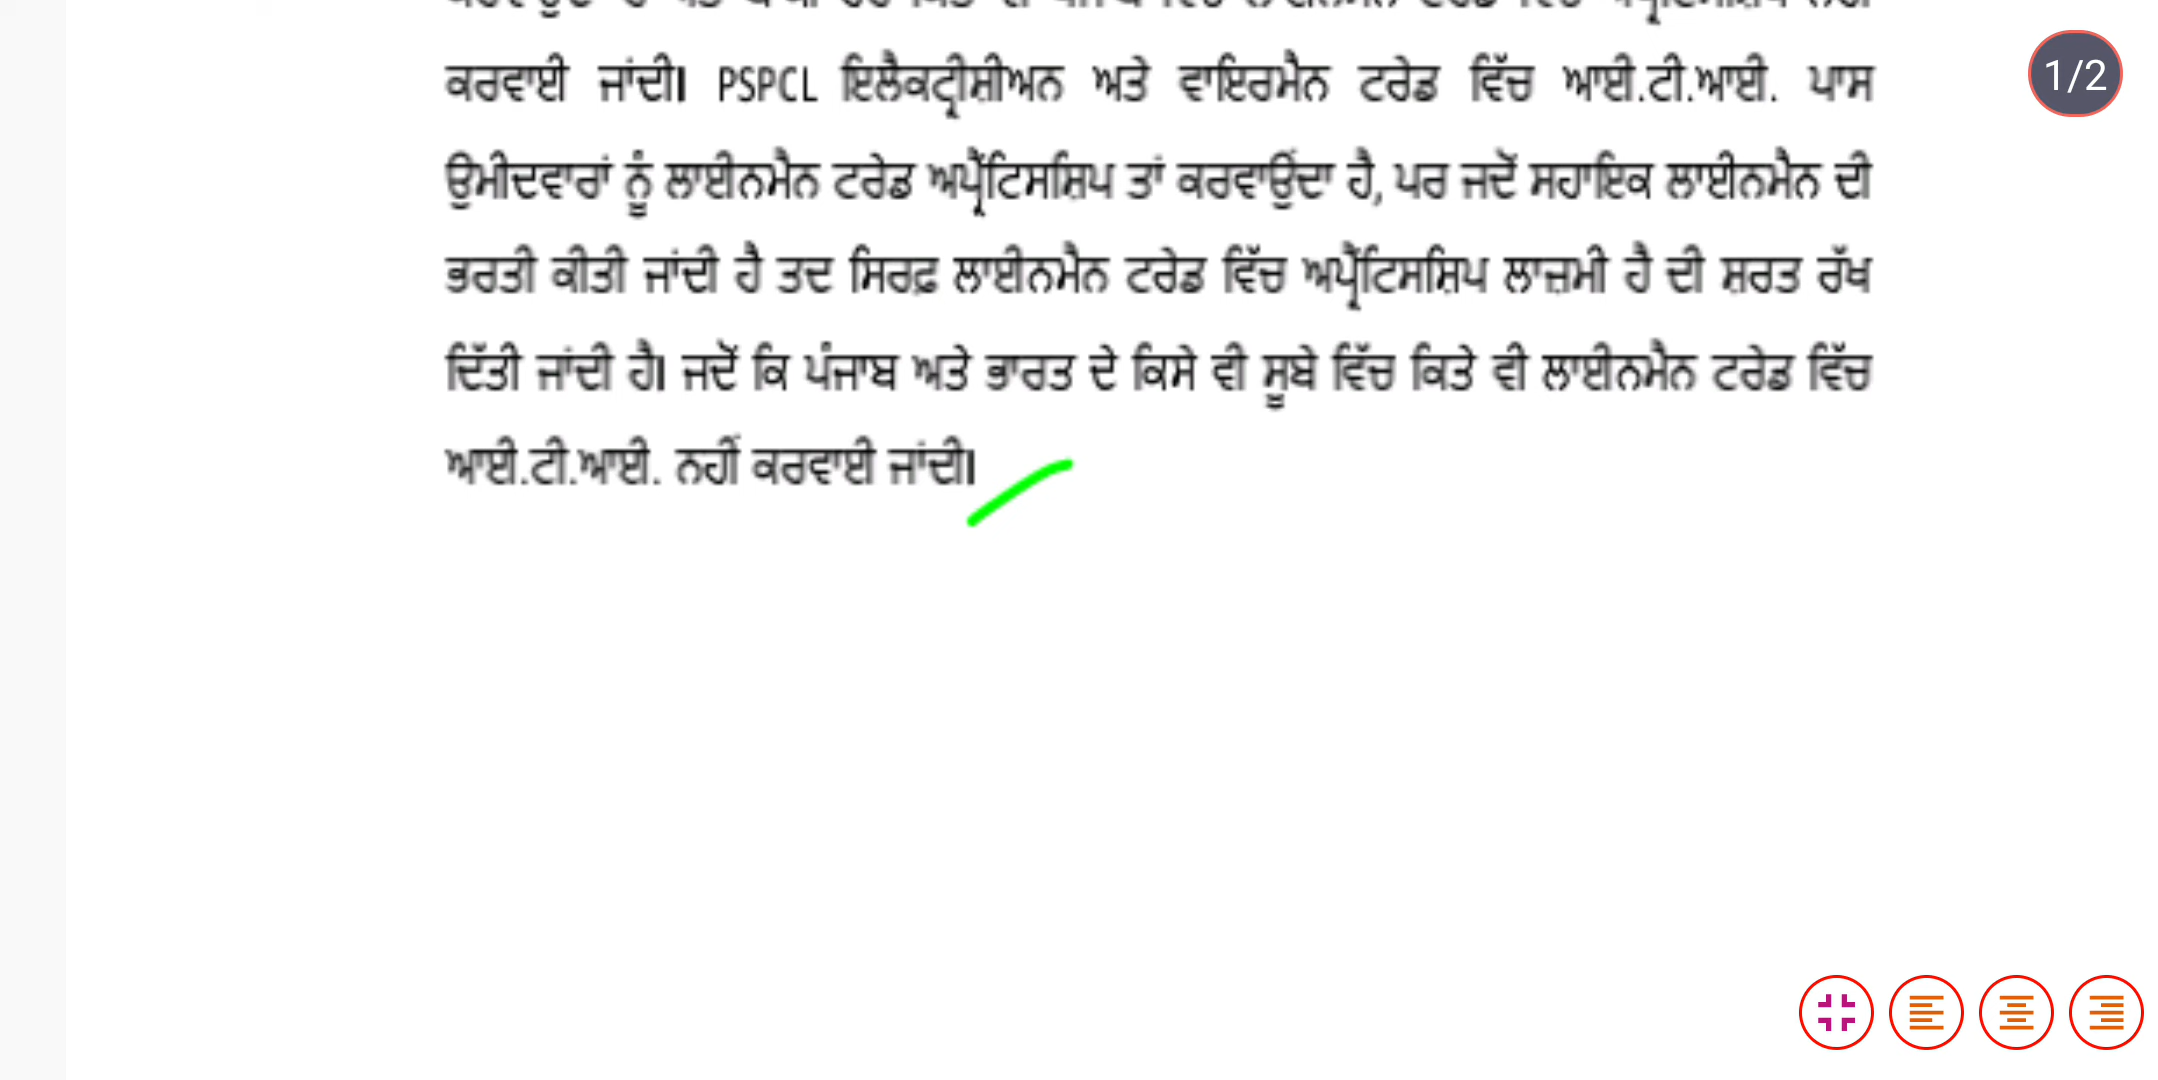 ਕਰਵਾਈ ਜਾਂਦੀ। PSPCL ਇਲੈਕਟ੍ਰੀਸ਼ੀਅਨ ਅਤੇ ਵਾਇਰਮੈਨ ਟਰੇਡ ਵਿੱਚ ਆਈ.ਟੀ.ਆਈ. ਪਾਸ
ਉਮੀਦਵਾਰਾਂ ਨੂੰ ਲਾਈਨਮੈਨ ਟਰੇਡ ਅਪ੍ਰੈਂਟਿਸਸ਼ਿਪ ਤਾਂ ਕਰਵਾਉਂਦਾ ਹੈ, ਪਰ ਜਦੋਂ ਸਹਾਇਕ ਲਾਈਨਮੈਨ ਦੀ
ਭਰਤੀ ਕੀਤੀ ਜਾਂਦੀ ਹੈ ਤਦ ਸਿਰਫ਼ ਲਾਈਨਮੈਨ ਟਰੇਡ ਵਿੱਚ ਅਪ੍ਰੈਂਟਿਸਸ਼ਿਪ ਲਾਜ਼ਮੀ ਹੈ ਦੀ ਸ਼ਰਤ ਰੱਖ
ਦਿੱਤੀ ਜਾਂਦੀ ਹੈ। ਜਦੋਂ ਕਿ ਪੰਜਾਬ ਅਤੇ ਭਾਰਤ ਦੇ ਕਿਸੇ ਵੀ ਸੂਬੇ ਵਿੱਚ ਕਿਤੇ ਵੀ ਲਾਈਨਮੈਨ ਟਰੇਡ ਵਿੱਚ
ਆਈ.ਟੀ.ਆਈ. ਨਹੀਂ ਕਰਵਾਈ ਜਾਂਦੀ।
1/2